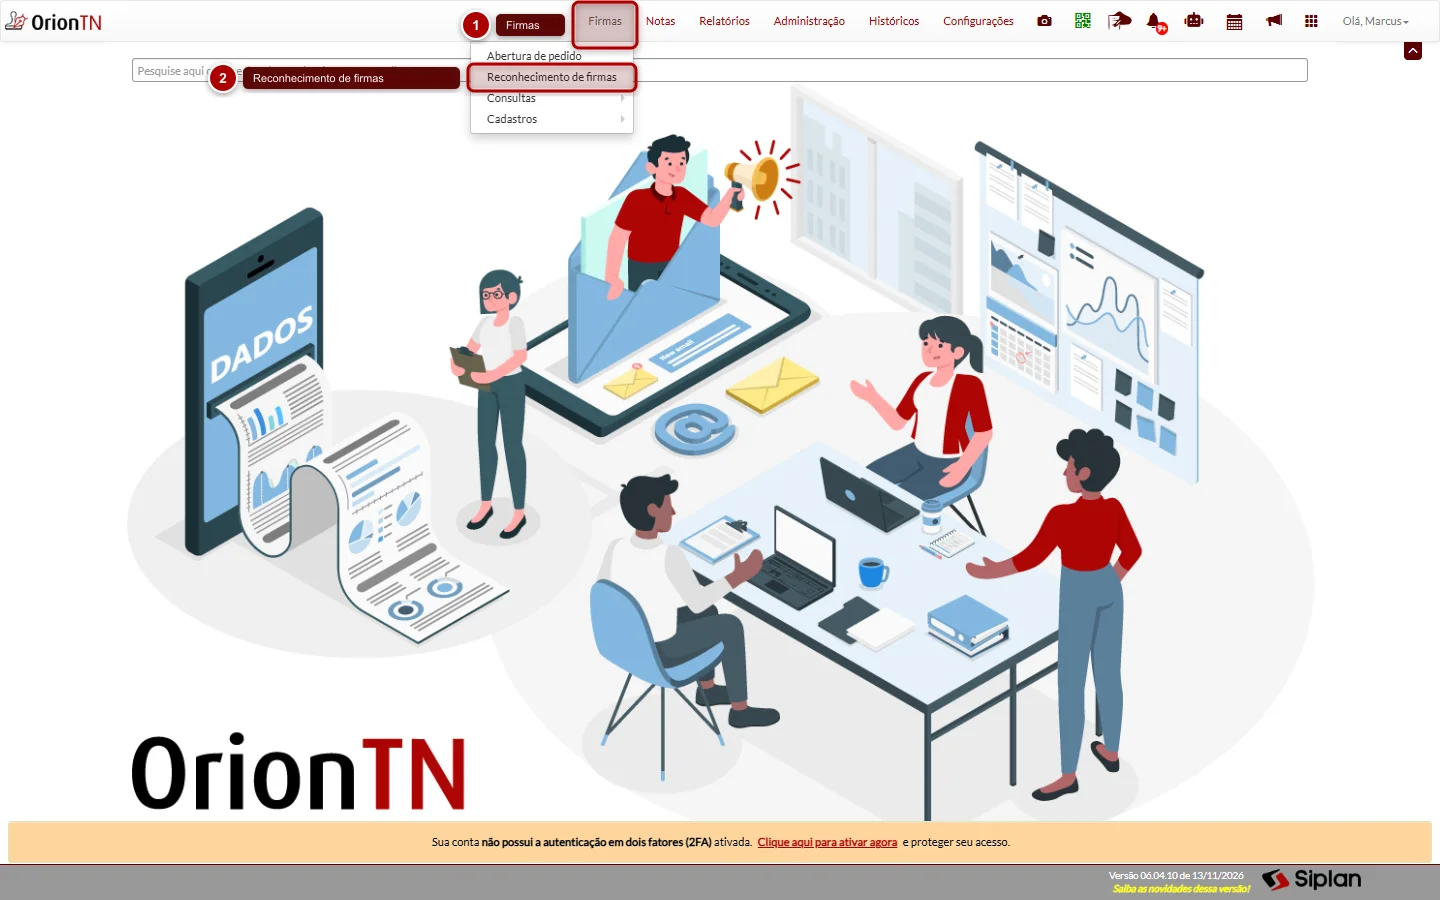 OrionTN
1
Firmas
Firmas
Notas
Relatórios
Administração
Históricos
Configurações
9+
Olá, Marcus
Abertura de pedido
Pesquise aqui
2
Reconhecimento de firmas
Reconhecimento de firmas
Consultas
Cadastros
DADOS
New email
OrionTN
Sua conta não possui a autenticação em dois fatores (2FA) ativada. Clique aqui para ativar agora e proteger seu acesso.
Versão 06.04.10 de 13/11/2026
Saiba as novidades dessa versão!
Siplan